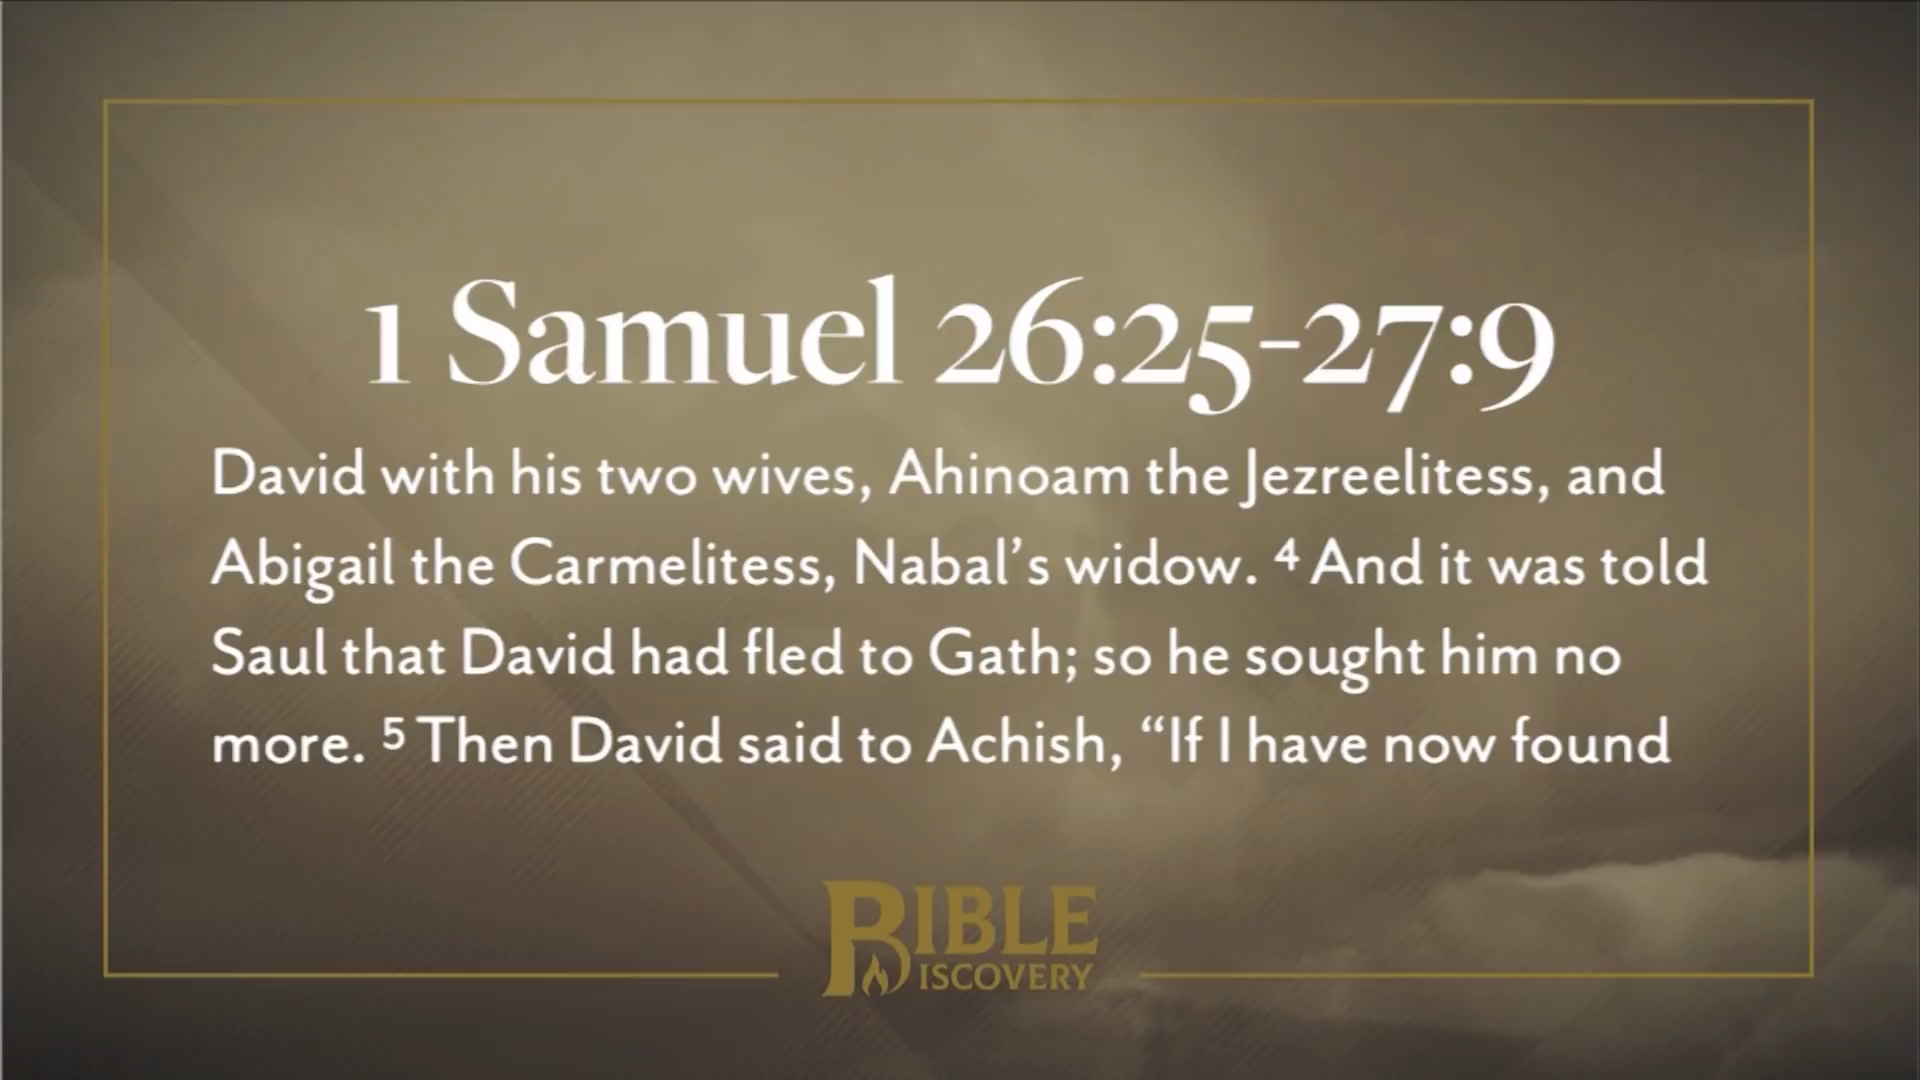 1 Samuel 26:25-27:9
David with his two wives, Ahinoam the Jezreelitess, and
Abigail the Carmelitess, Nabal’s widow. ⁴ And it was told
Saul that David had fled to Gath; so he sought him no
more. ⁵ Then David said to Achish, “If I have now found
BIBLE
DISCOVERY